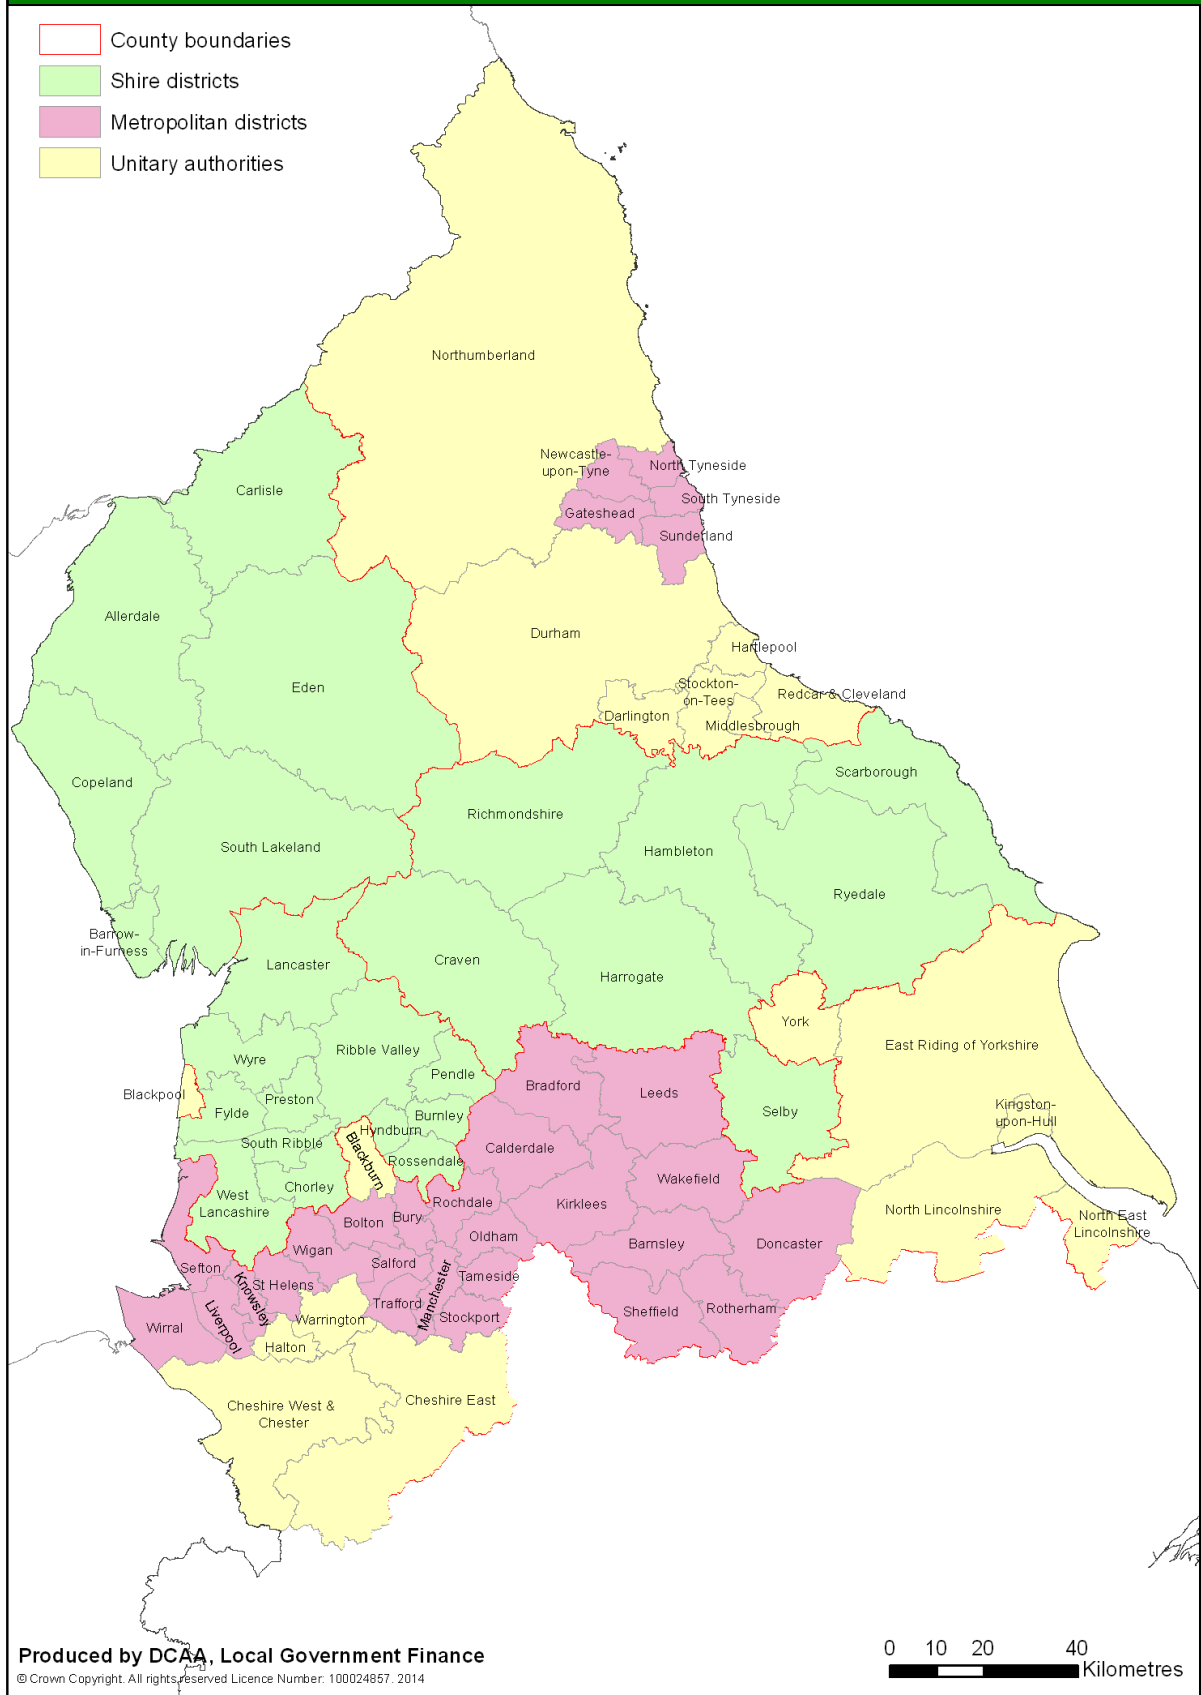 County boundaries
Shire districts
Metropolitan districts
Unitary authorities
Northumberland
Newcastle-
upon-Tyne
North Tyneside
South Tyneside
Gateshead
Sunderland
Carlisle
Allerdale
Durham
Hartlepool
Eden
Stockton-
on-Tees
Redcar & Cleveland
Darlington
Middlesbrough
Copeland
Scarborough
Richmondshire
South Lakeland
Hambleton
Ryedale
Barrow-
in-Furness
Lancaster
Craven
Harrogate
York
East Riding of Yorkshire
Wyre
Ribble Valley
Pendle
Bradford
Leeds
Blackpool
Fylde
Preston
Burnley
Selby
Kingston-
upon-Hull
South Ribble
Hyndburn
Blackburn
Rossendale
Calderdale
Wakefield
Chorley
West
Lancashire
Rochdale
Kirklees
North Lincolnshire
North East
Lincolnshire
Bolton
Bury
Oldham
Barnsley
Doncaster
Wigan
Salford
Sefton
Knowsley
St Helens
Manchester
Tameside
Trafford
Stockport
Sheffield
Rotherham
Wirral
Liverpool
Warrington
Halton
Cheshire West &
Chester
Cheshire East
Produced by DCAA, Local Government Finance
© Crown Copyright. All rights reserved Licence Number: 100024857. 2014
0 10 20 40
Kilometres